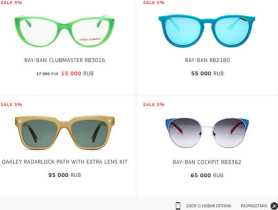 SALE 5%
SALE 5%
RAY-BAN CLUBMASTER RB3016
RAY-BAN RB2180
17 000 RUB 15 000 RUB
55 000 RUB
SALE 5%
SALE 5%
OAKLEY RADARLOCK PATH WITH EXTRA LENS KIT
RAY-BAN COCKPIT RB3362
95 000 RUB
65 000 RUB
РАЗРАБОТАНО